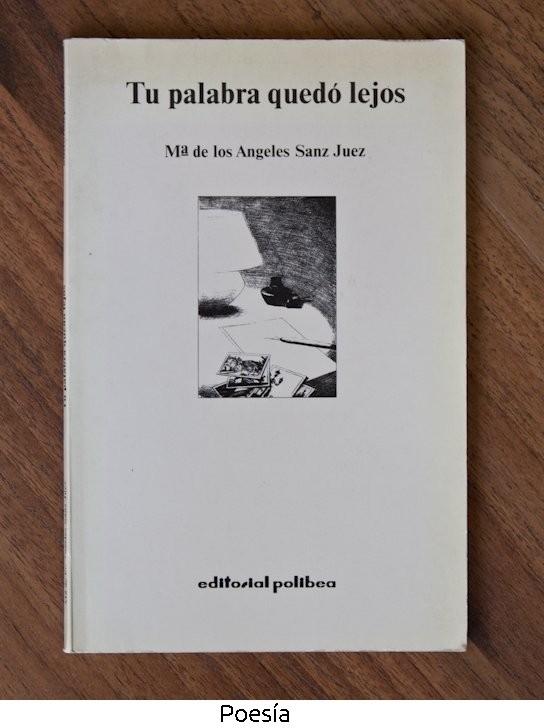 Tu palabra quedó lejos
Mª de los Angeles Sanz Juez
editorial polibea
Poesía